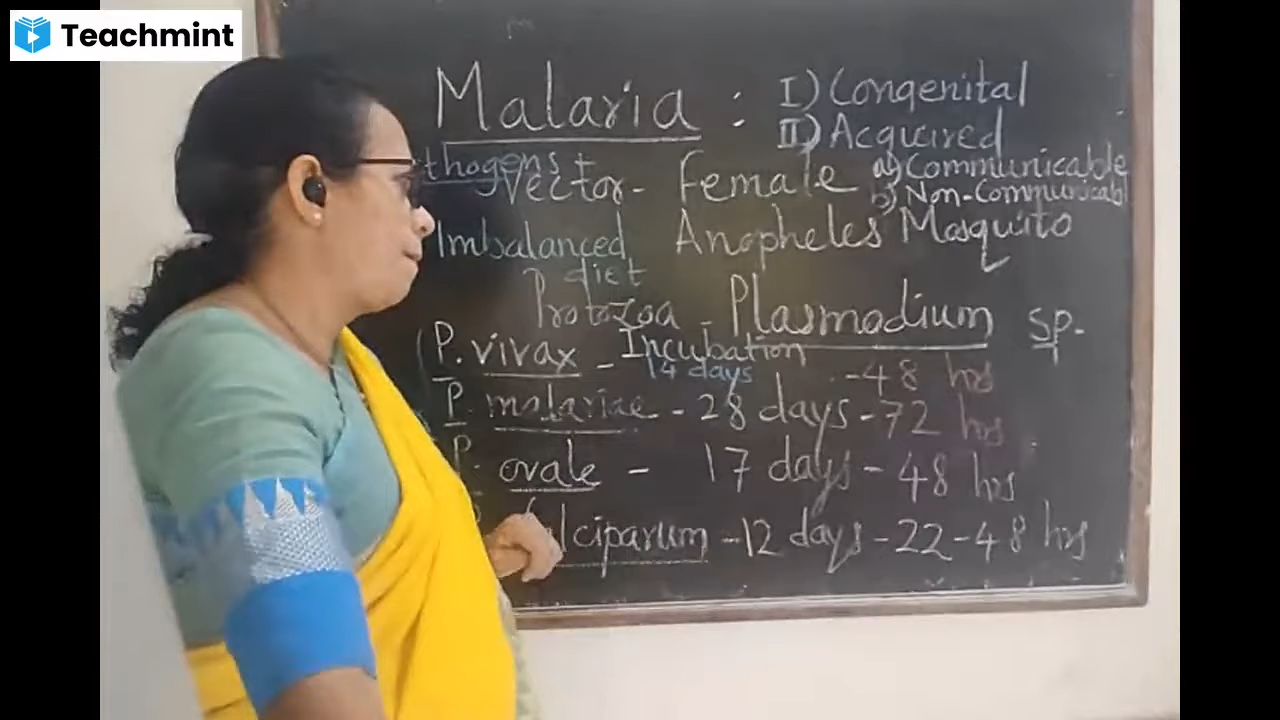 Teachmint
Malaria : I) Congenital
II) Acquired
thogens + a) Communicable
Vector - Female b) Non-Communicabl
Imbalanced Anopheles Mosquito
diet
Protozoa - Plasmodium sp.
P. vivax - Incubation
14 days - 48 hrs
P. malariae - 28 days - 72 hrs
P. ovale - 17 days - 48 hrs
falciparum - 12 days - 22 - 48 hrs